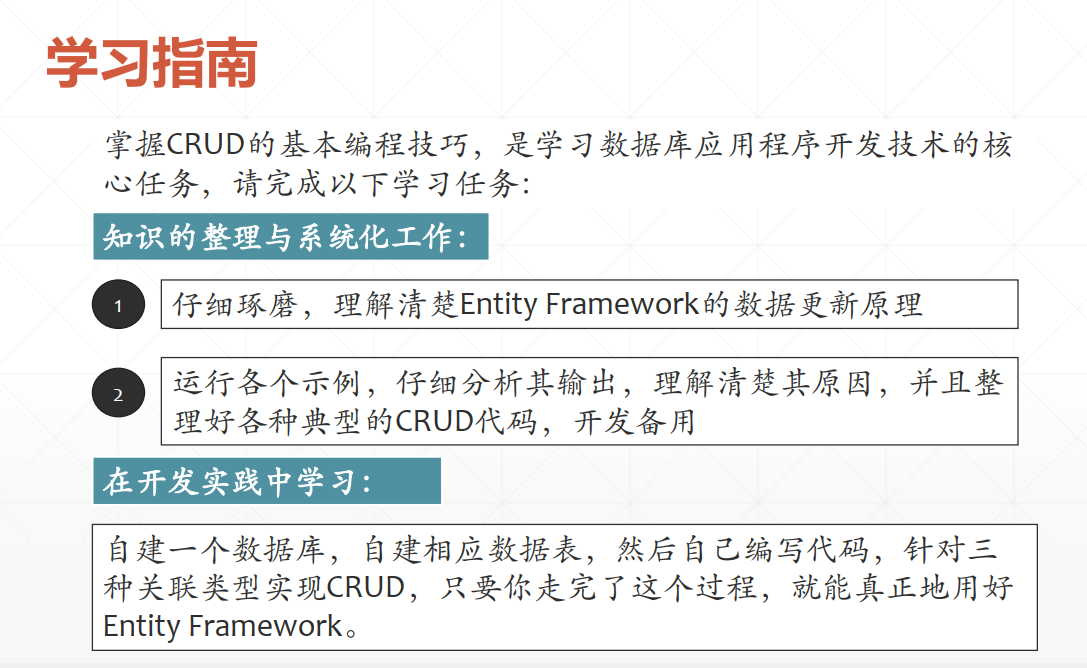 学习指南
掌握CRUD的基本编程技巧，是学习数据库应用程序开发技术的核
心任务，请完成以下学习任务：
知识的整理与系统化工作：
1
仔细琢磨，理解清楚Entity Framework的数据更新原理
2
运行各个示例，仔细分析其输出，理解清楚其原因，并且整
理好各种典型的CRUD代码，开发备用
在开发实践中学习：
自建一个数据库，自建相应数据表，然后自己编写代码，针对三
种关联类型实现CRUD，只要你走完了这个过程，就能真正地用好
Entity Framework。